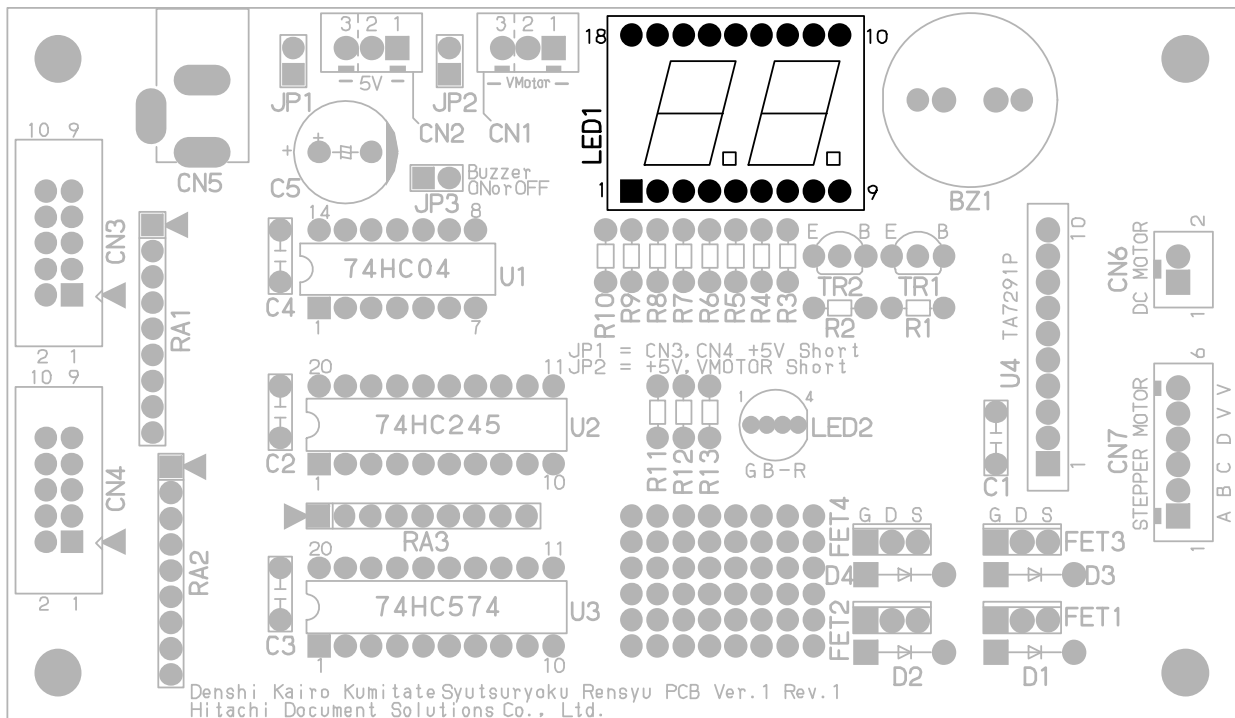 3 2 1
3 2 1
18 10
5V
VMotor
JP1
JP2
CN2 CN1
LED1
1 9
10 9
CN5
C5
+
+
Buzzer
ONorOFF
JP3
BZ1
CN3
2 1
RA1
14 8
74HC04
U1
C4
1 7
R10 R9 R8 R7 R6 R5 R4 R3
E B
E B
TR2 TR1
R2 R1
10
TA7291P
U4
1
2
CN6
DC MOTOR
1
JP1 = CN3,CN4 +5V Short
JP2 = +5V,VMOTOR Short
10 9
CN4
2 1
20 11
74HC245
U2
C2
1 10
1 4
LED2
G B-R
R11 R12 R13
C1
6
CN7
STEPPER MOTOR
A B C D V V
1
RA2
RA3
20 11
74HC574
U3
C3
1 10
FET4
G D S
G D S
FET3
D4 D3
FET2 FET1
D2 D1
Denshi Kairo Kumitate Syutsuryoku Rensyu PCB Ver.1 Rev.1
Hitachi Document Solutions Co., Ltd.